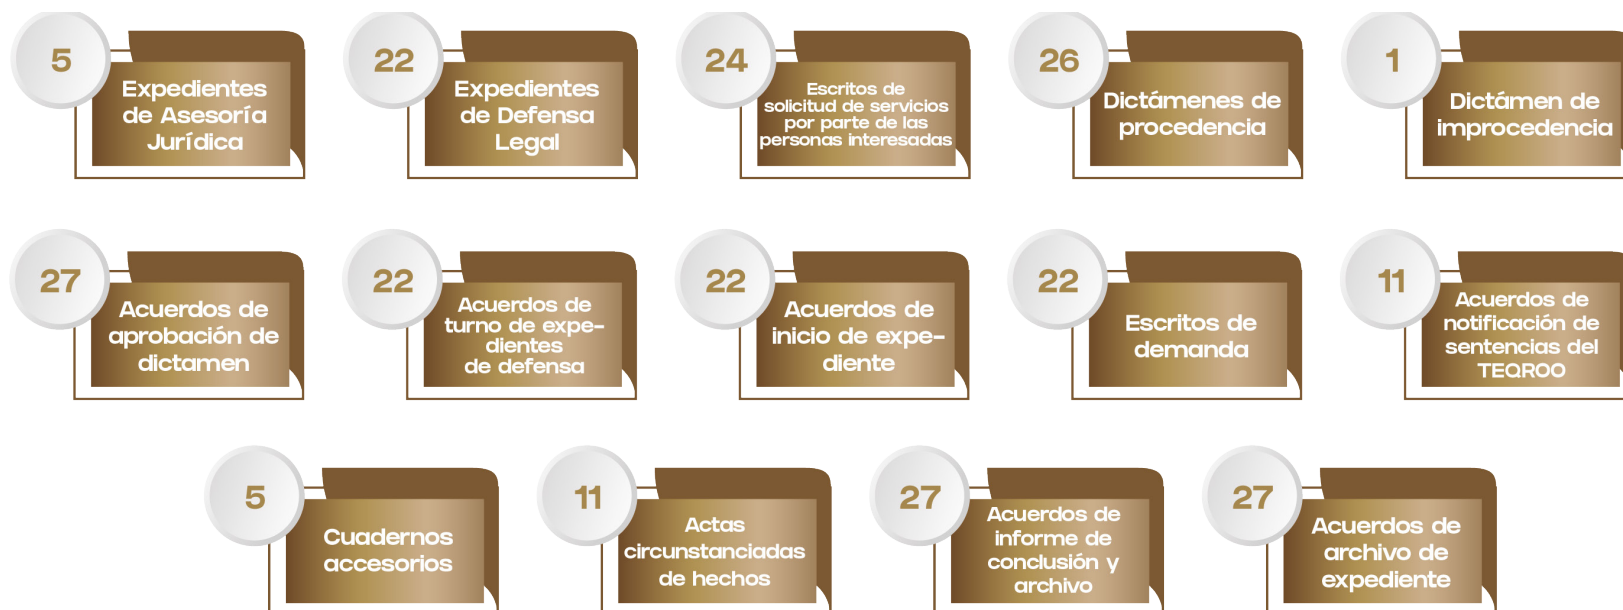 5
Expedientes
de Asesoría
Jurídica
22
Expedientes
de Defensa
Legal
24
Escritos de
solicitud de servicios
por parte de las
personas interesadas
26
Dictámenes de
procedencia
1
Dictámen de
improcedencia
27
Acuerdos de
aprobación de
dictamen
22
Acuerdos de
turno de expe-
dientes
de defensa
22
Acuerdos de
inicio de expe-
diente
22
Escritos de
demanda
11
Acuerdos de
notificación de
sentencias del
TEQROO
5
Cuadernos
accesorios
11
Actas
circunstanciadas
de hechos
27
Acuerdos de
informe de
conclusión y
archivo
27
Acuerdos de
archivo de
expediente